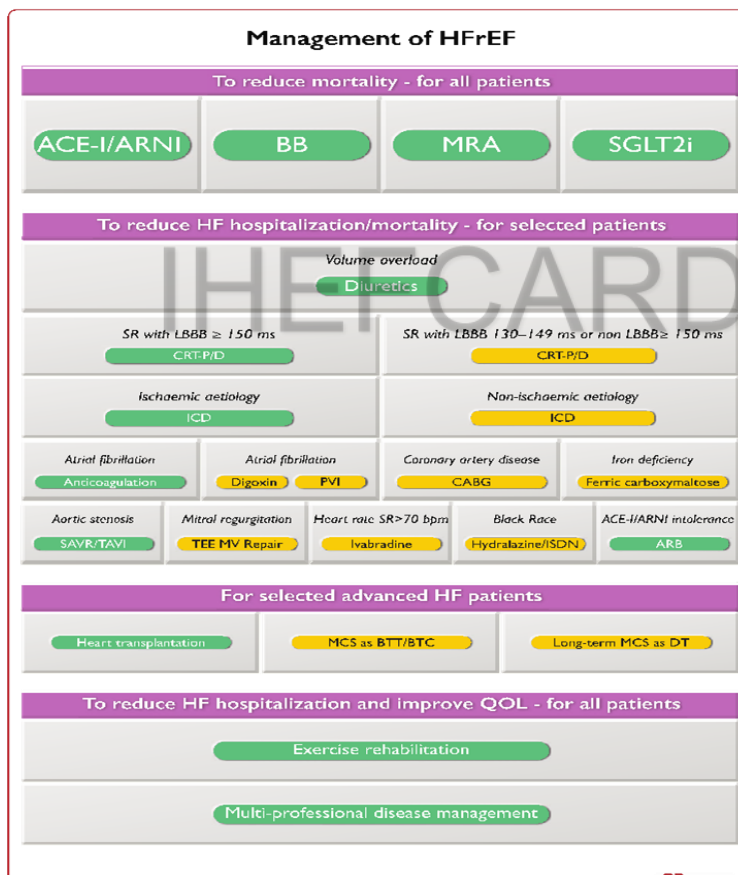 Management of HFrEF
To reduce mortality - for all patients
ACE-I/ARNI
BB
MRA
SGLT2i
To reduce HF hospitalization/mortality - for selected patients
IHEFCARD
Volume overload
Diuretics
SR with LBBB ≥ 150 ms
CRT-P/D
SR with LBBB 130–149 ms or non LBBB≥ 150 ms
CRT-P/D
Ischaemic aetiology
ICD
Non-ischaemic aetiology
ICD
Atrial fibrillation
Anticoagulation
Atrial fibrillation
Digoxin
PVI
Coronary artery disease
CABG
Iron deficiency
Ferric carboxymaltose
Aortic stenosis
SAVR/TAVI
Mitral regurgitation
TEE MV Repair
Heart rate SR>70 bpm
Ivabradine
Black Race
Hydralazine/ISDN
ACE-I/ARNI intolerance
ARB
For selected advanced HF patients
Heart transplantation
MCS as BTT/BTC
Long-term MCS as DT
To reduce HF hospitalization and improve QOL - for all patients
Exercise rehabilitation
Multi-professional disease management